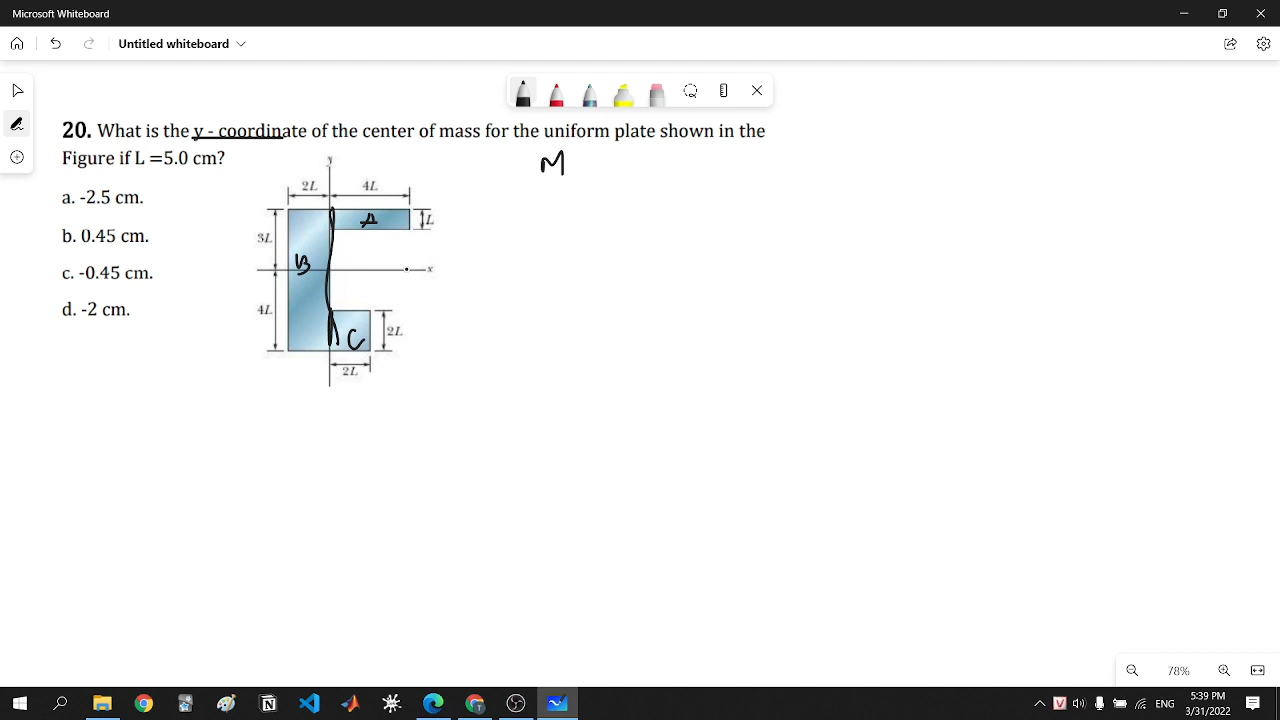 Microsoft Whiteboard
Untitled whiteboard
20. What is the y - coordinate of the center of mass for the uniform plate shown in the
Figure if L =5.0 cm?
M
a. -2.5 cm.
b. 0.45 cm.
c. -0.45 cm.
d. -2 cm.
y
2L 4L
A L
3L
B
x
4L
C 2L
2L
78%
ENG
5:39 PM
3/31/2022